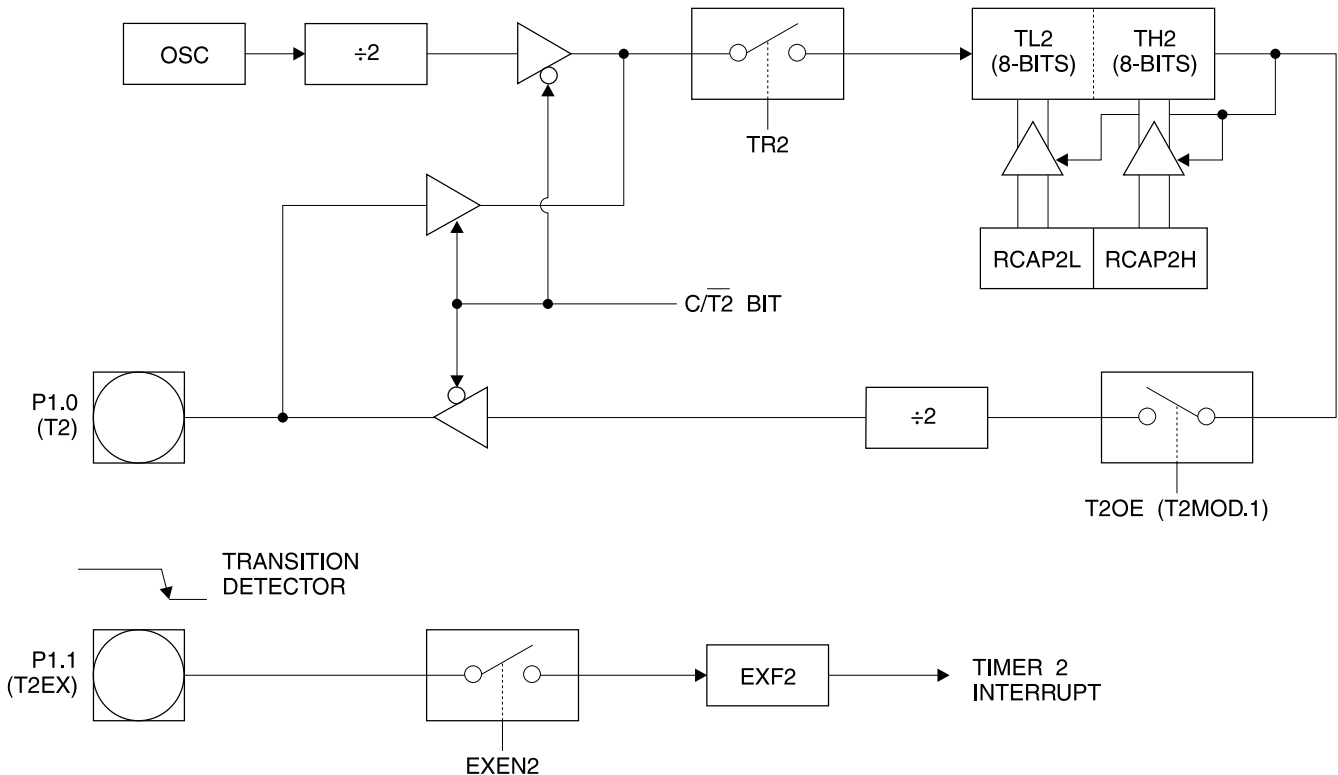 OSC
÷2
TR2
TL2
(8-BITS)
TH2
(8-BITS)
RCAP2L
RCAP2H
C/T2̅ BIT
P1.0
(T2)
÷2
T2OE (T2MOD.1)
TRANSITION
DETECTOR
P1.1
(T2EX)
EXEN2
EXF2
TIMER 2
INTERRUPT